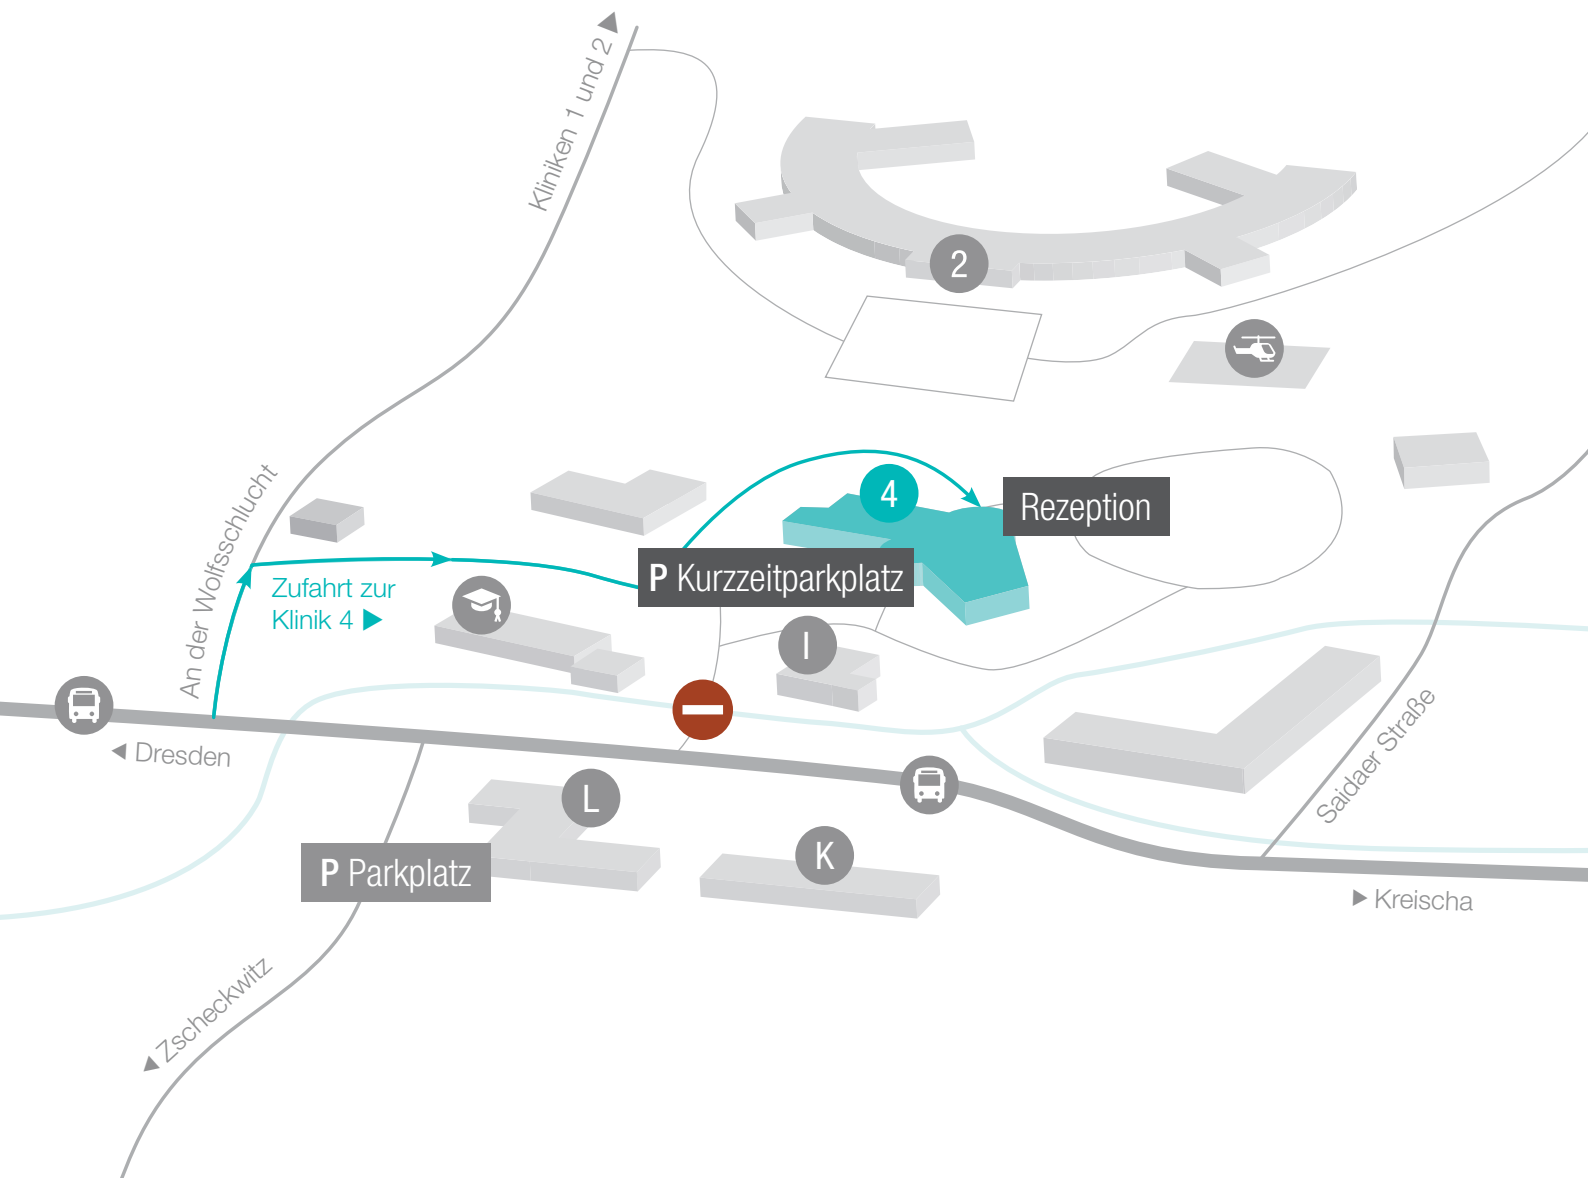 Kliniken 1 und 2
2
An der Wolfsschlucht
4
Rezeption
P Kurzzeitparkplatz
Zufahrt zur
Klinik 4
I
Dresden
L
K
P Parkplatz
Saidaer Straße
Kreischa
Zscheckwitz